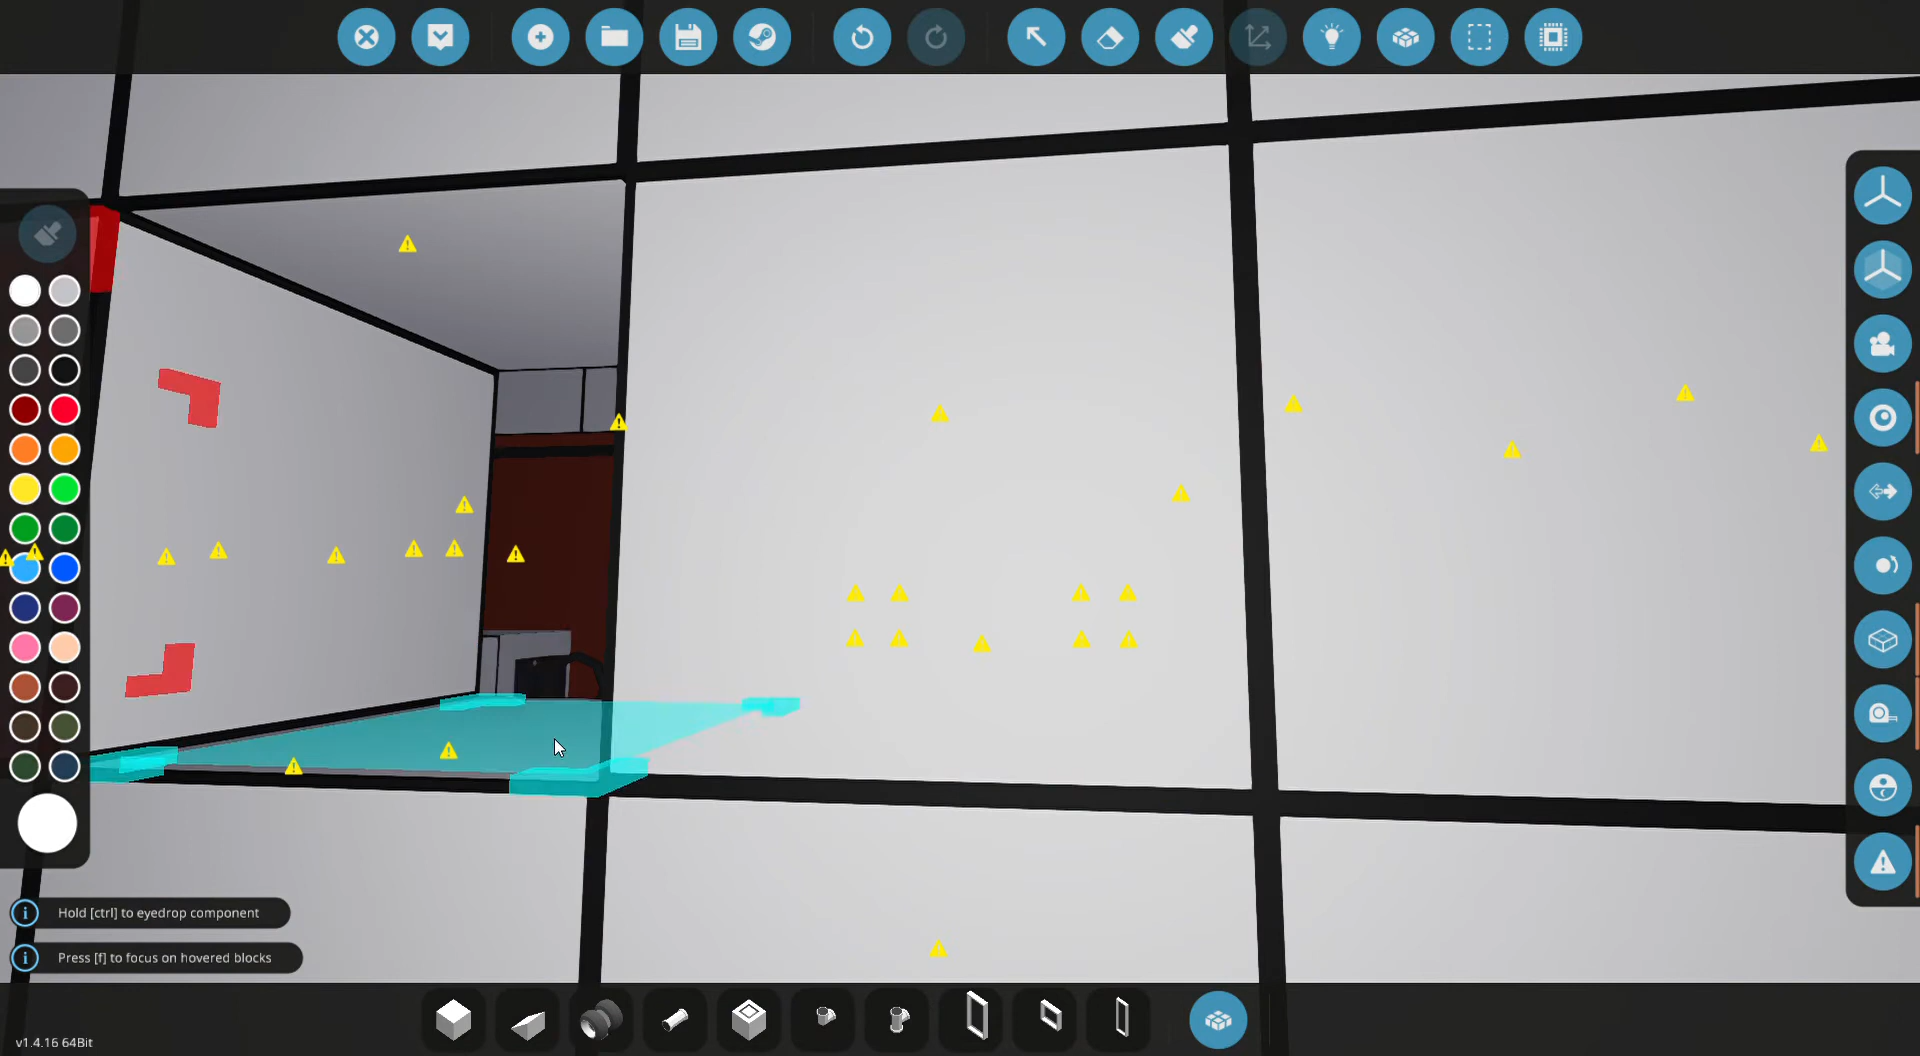 Hold [ctrl] to eyedrop component
Press [f] to focus on hovered blocks
v1.4.16 64Bit